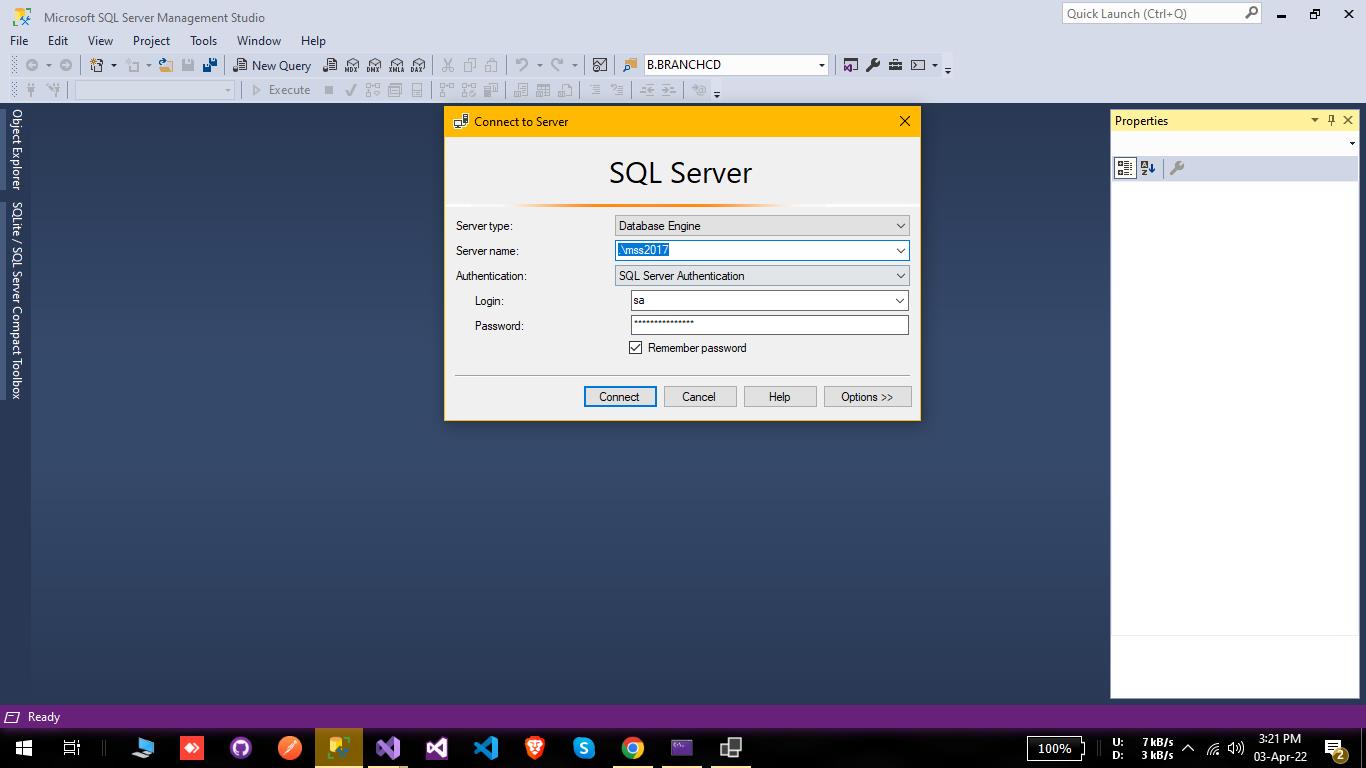 Microsoft SQL Server Management Studio
Quick Launch (Ctrl+Q)
File Edit View Project Tools Window Help
New Query MDX DMX XMLA DAX B.BRANCHCD
Execute
Object Explorer
SQLite / SQL Server Compact Toolbox
Connect to Server
SQL Server
Server type: Database Engine
Server name: .\mss2017
Authentication: SQL Server Authentication
Login: sa
Password: ***************
Remember password
Connect Cancel Help Options >>
Properties
Ready
100%
U: 7 kB/s
D: 3 kB/s
3:21 PM
03-Apr-22
2